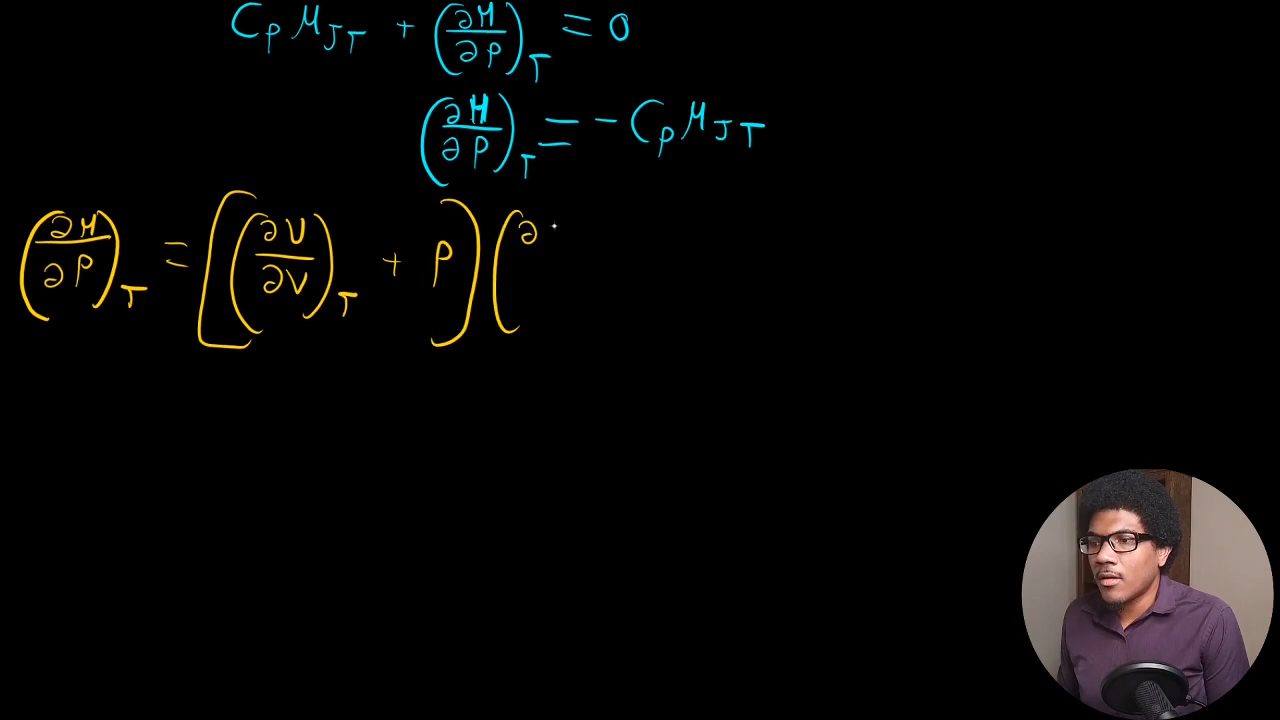 C_P μ_JT + (∂H/∂P)_T = 0
(∂H/∂P)_T = - C_P μ_JT
(∂H/∂P)_T = [(∂U/∂V)_T + P] (∂